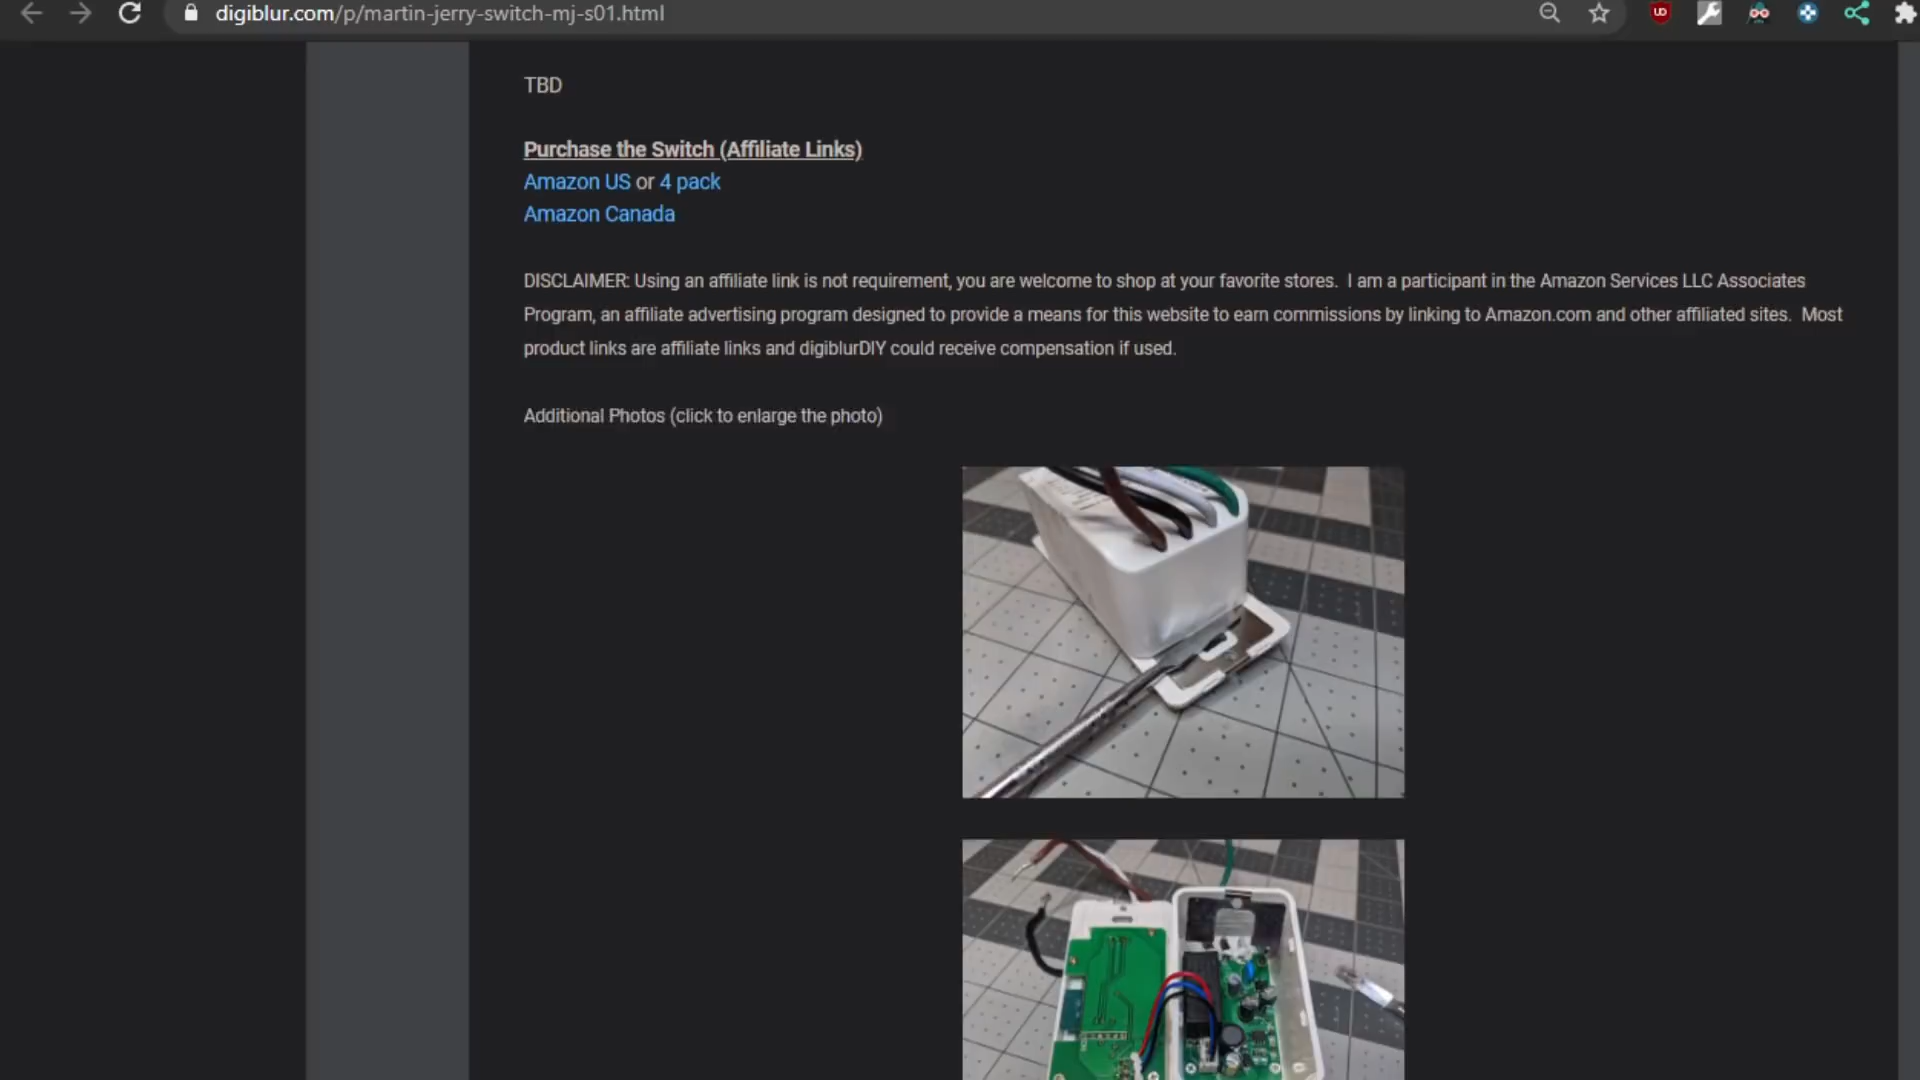 digiblur.com/p/martin-jerry-switch-mj-s01.html
TBD
Purchase the Switch (Affiliate Links)
Amazon US or 4 pack
Amazon Canada
DISCLAIMER: Using an affiliate link is not requirement, you are welcome to shop at your favorite stores.  I am a participant in the Amazon Services LLC Associates
Program, an affiliate advertising program designed to provide a means for this website to earn commissions by linking to Amazon.com and other affiliated sites.  Most
product links are affiliate links and digiblurDIY could receive compensation if used.
Additional Photos (click to enlarge the photo)